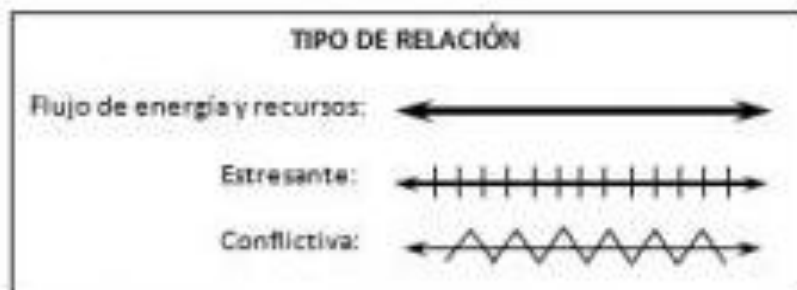 TIPO DE RELACIÓN
Flujo de energía y recursos:
Estresante:
Conflictiva: